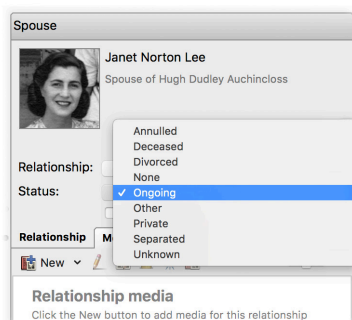 Spouse
Janet Norton Lee
Spouse of Hugh Dudley Auchincloss
Annulled
Deceased
Divorced
Relationship:
None
Status:
✓ Ongoing
Other
Private
Separated
Relationship
Unknown
New
Relationship media
Click the New button to add media for this relationship